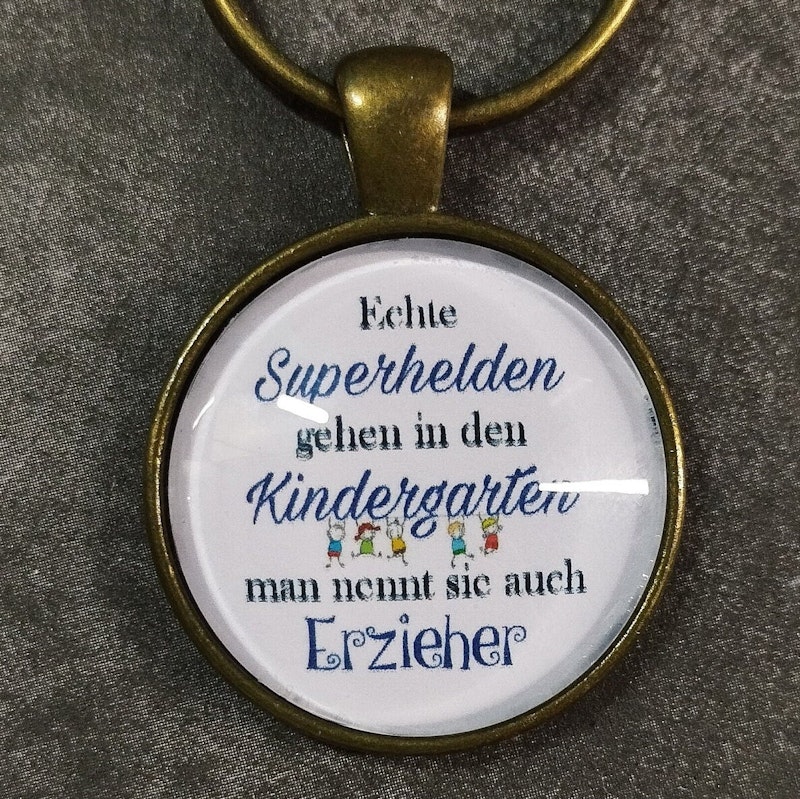 Echte
Superhelden
gehen in den
Kindergarten
man nennt sie auch
Erzieher